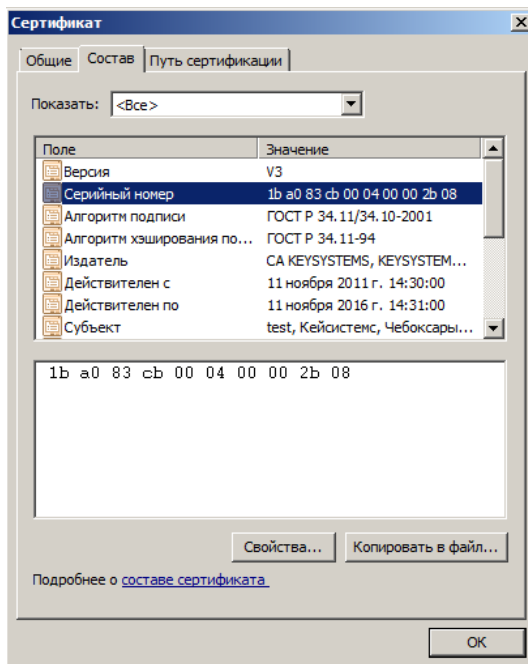 Сертификат
Общие Состав Путь сертификации
Показать: <Все>
Поле Значение
Версия V3
Серийный номер 1b a0 83 cb 00 04 00 00 2b 08
Алгоритм подписи ГОСТ Р 34.11/34.10-2001
Алгоритм хэширования по... ГОСТ Р 34.11-94
Издатель CA KEYSYSTEMS, KEYSYSTEM...
Действителен с 11 ноября 2011 г. 14:30:00
Действителен по 11 ноября 2016 г. 14:31:00
Субъект test, Кейсистемс, Чебоксары...
1b a0 83 cb 00 04 00 00 2b 08
Свойства... Копировать в файл...
Подробнее о составе сертификата
ОК